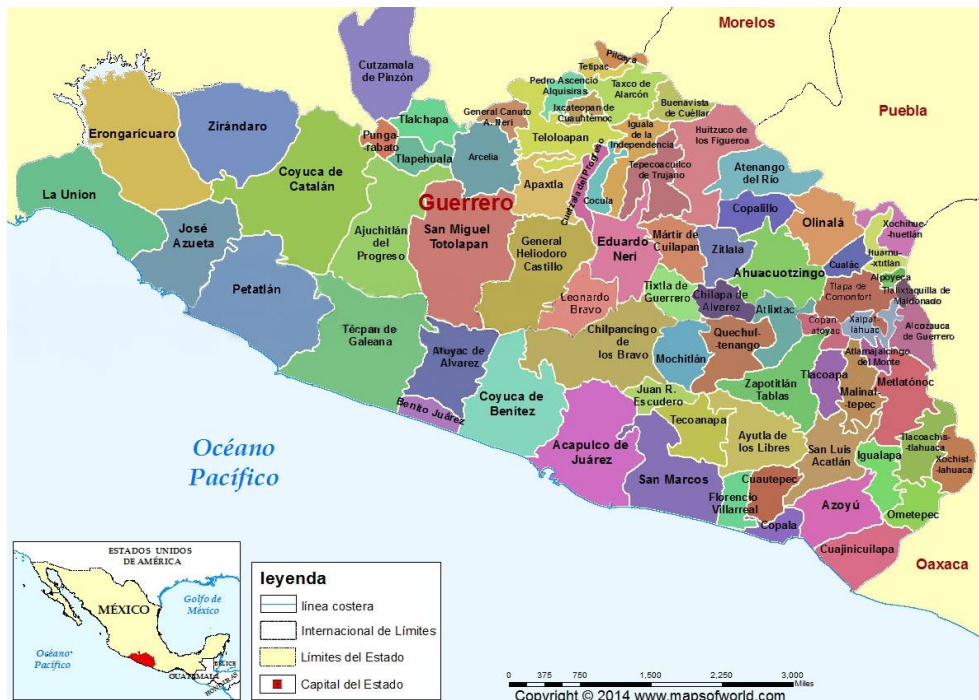 Morelos
Puebla
Oaxaca
Guerrero
Cutzamala
de Pinzón
Pilcaya
Tetipac
Pedro Ascencio
Alquisiras
Taxco de
Alarcón
Ixcateopan de
Cuauhtémoc
Buenavista
de Cuéllar
General Canuto
A. Neri
Teloloapan
Iguala
de la
Independencia
Huitzuco de
los Figueroa
Erongarícuaro
Zirándaro
Tlalchapa
Punga-
rabato
Tlapehuala
Arcelia
Coyuca de
Catalán
Apaxtla
Cuetzala del Progreso
Cocula
Tepecoacuilco
de Trujano
Atenango
del Río
Copalillo
Olinalá
Xochihue-
huetlán
La Union
José
Azueta
Ajuchitlán
del
Progreso
San Miguel
Totolapan
General
Heliodoro
Castillo
Eduardo
Neri
Mártir de
Cuilapan
Zitlala
Ahuacuotzingo
Cualác
Huamu-
xtitlán
Alpoyeca
Tlalixtaquilla de
Maldonado
Tlapa de
Comonfort
Petatlán
Leonardo
Bravo
Tixtla de
Guerrero
Chilapa de
Alvarez
Atlixtac
Copan-
atoyac
Xalpat-
láhuac
Alcozauca
de Guerrero
Técpan de
Galeana
Atoyac de
Alvarez
Chilpancingo
de
los Bravo
Mochitlán
Quechul-
tenango
Atlamajalcingo
del Monte
Tlacoapa
Malinal-
tepec
Metlatónoc
Zapotitlán
Tablas
Benito Juárez
Coyuca de
Benítez
Juan R.
Escudero
Tecoanapa
Ayutla de
los Libres
San Luis
Acatlán
Igualapa
Tlacoachis-
tlahuaca
Xochist-
lahuaca
Acapulco de
Juárez
San Marcos
Florencio
Villarreal
Cuautepec
Copala
Azoyú
Ometepec
Cuajinicuilapa
Océano
Pacífico
ESTADOS UNIDOS
DE AMÉRICA
MÉXICO
Golfo de
México
Océano
Pacífico
BELICE
GUATEMALA
HONDURAS
leyenda
línea costera
Internacional de Límites
Límites del Estado
Capital del Estado
0 375 750 1,500 2,250 3,000
Miles
Copyright © 2014 www.mapsofworld.com